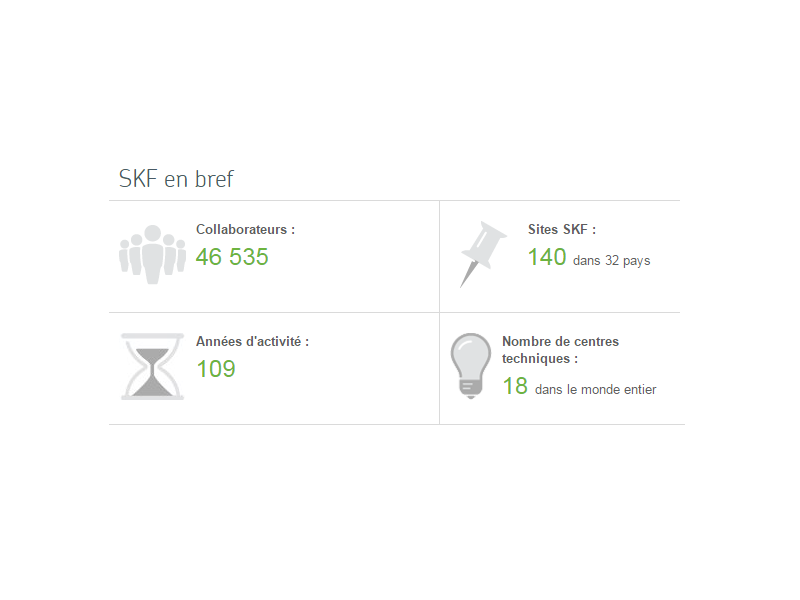 SKF en bref
Collaborateurs :
46 535
Sites SKF :
140 dans 32 pays
Années d'activité :
109
Nombre de centres
techniques :
18 dans le monde entier